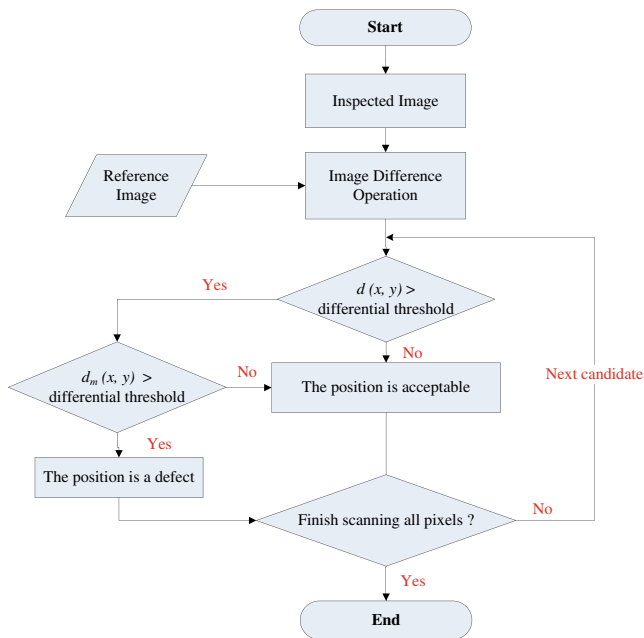 Start
Inspected Image
Reference
Image
Image Difference
Operation
Yes
d (x, y) >
differential threshold
No
d_m (x, y) >
differential threshold
No
The position is acceptable
Next candidate
Yes
The position is a defect
Finish scanning all pixels ?
No
Yes
End